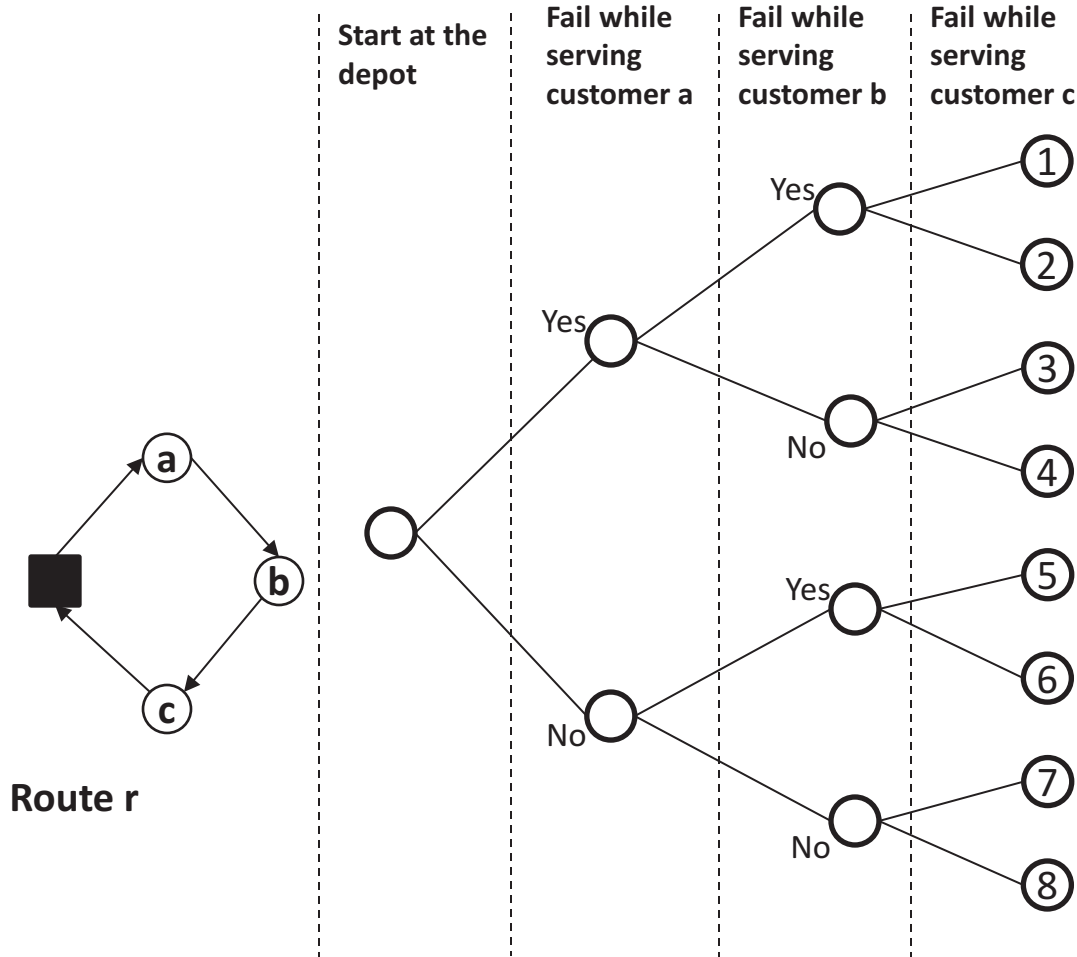 Start at the
depot
Fail while
serving
customer a
Fail while
serving
customer b
Fail while
serving
customer c
Yes
Yes
No
No
Yes
No
1
2
3
4
5
6
7
8
a
b
c
Route r